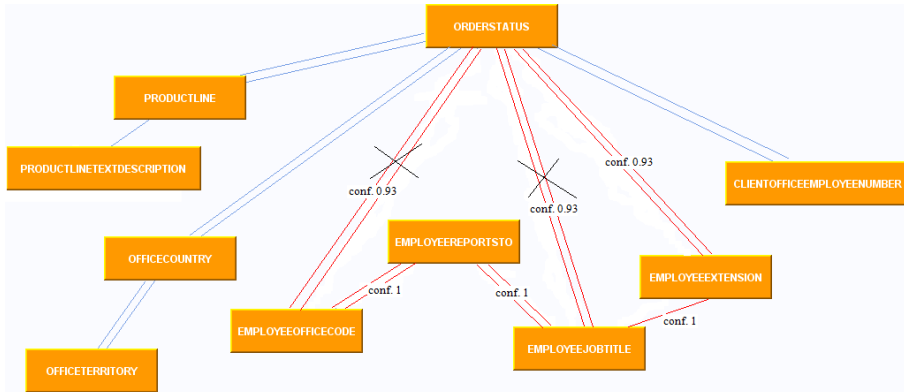 ORDERSTATUS
PRODUCTLINE
PRODUCTLINETEXTDESCRIPTION
conf. 0.93
conf. 0.93
conf. 0.93
CLIENTOFFICEEMPLOYEENUMBER
EMPLOYEEREPORTSTO
OFFICECOUNTRY
EMPLOYEEEXTENSION
conf. 1
conf. 1
conf. 1
EMPLOYEEOFFICECODE
EMPLOYEEJOBTITLE
OFFICETERRITORY